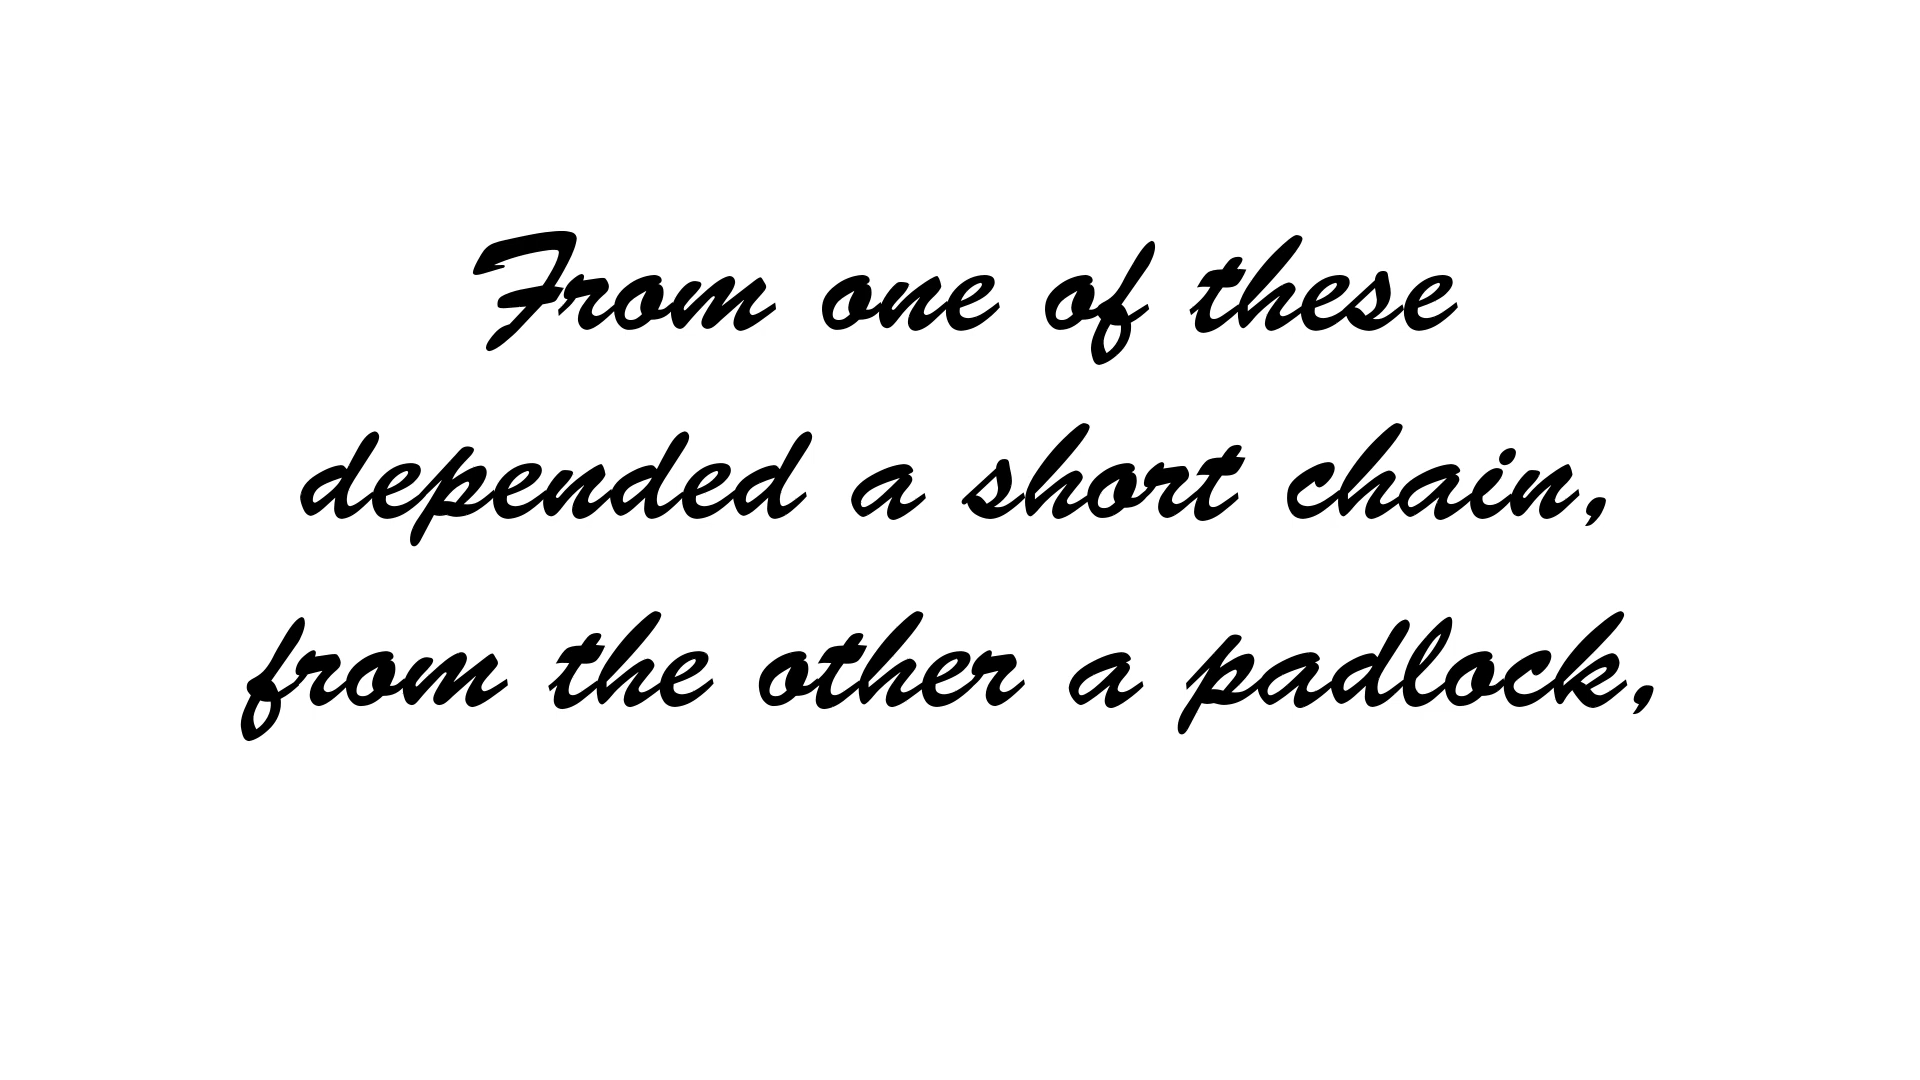 From one of these
depended a short chain,
from the other a padlock,